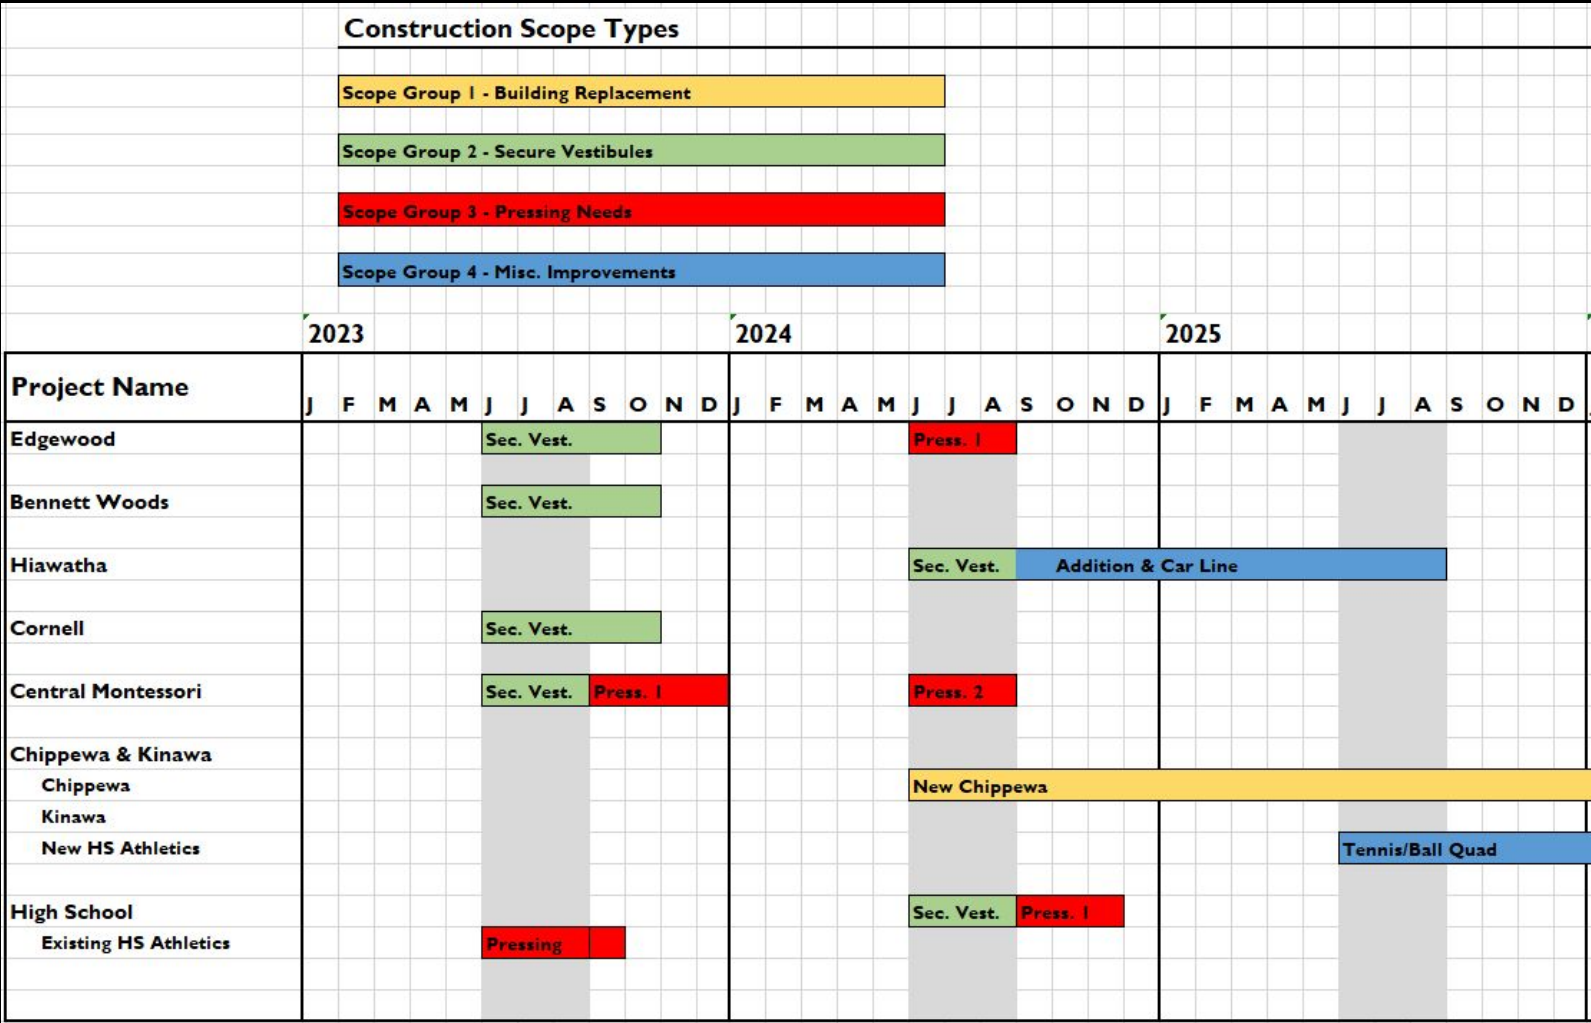 Construction Scope Types
Scope Group 1 - Building Replacement
Scope Group 2 - Secure Vestibules
Scope Group 3 - Pressing Needs
Scope Group 4 - Misc. Improvements
2023 2024 2025
Project Name J F M A M J J A S O N D J F M A M J J A S O N D J F M A M J J A S O N D
Edgewood Sec. Vest. Press. 1
Bennett Woods Sec. Vest.
Hiawatha Sec. Vest. Addition & Car Line
Cornell Sec. Vest.
Central Montessori Sec. Vest. Press. 1 Press. 2
Chippewa & Kinawa
Chippewa New Chippewa
Kinawa
New HS Athletics Tennis/Ball Quad
High School Sec. Vest. Press. 1
Existing HS Athletics Pressing